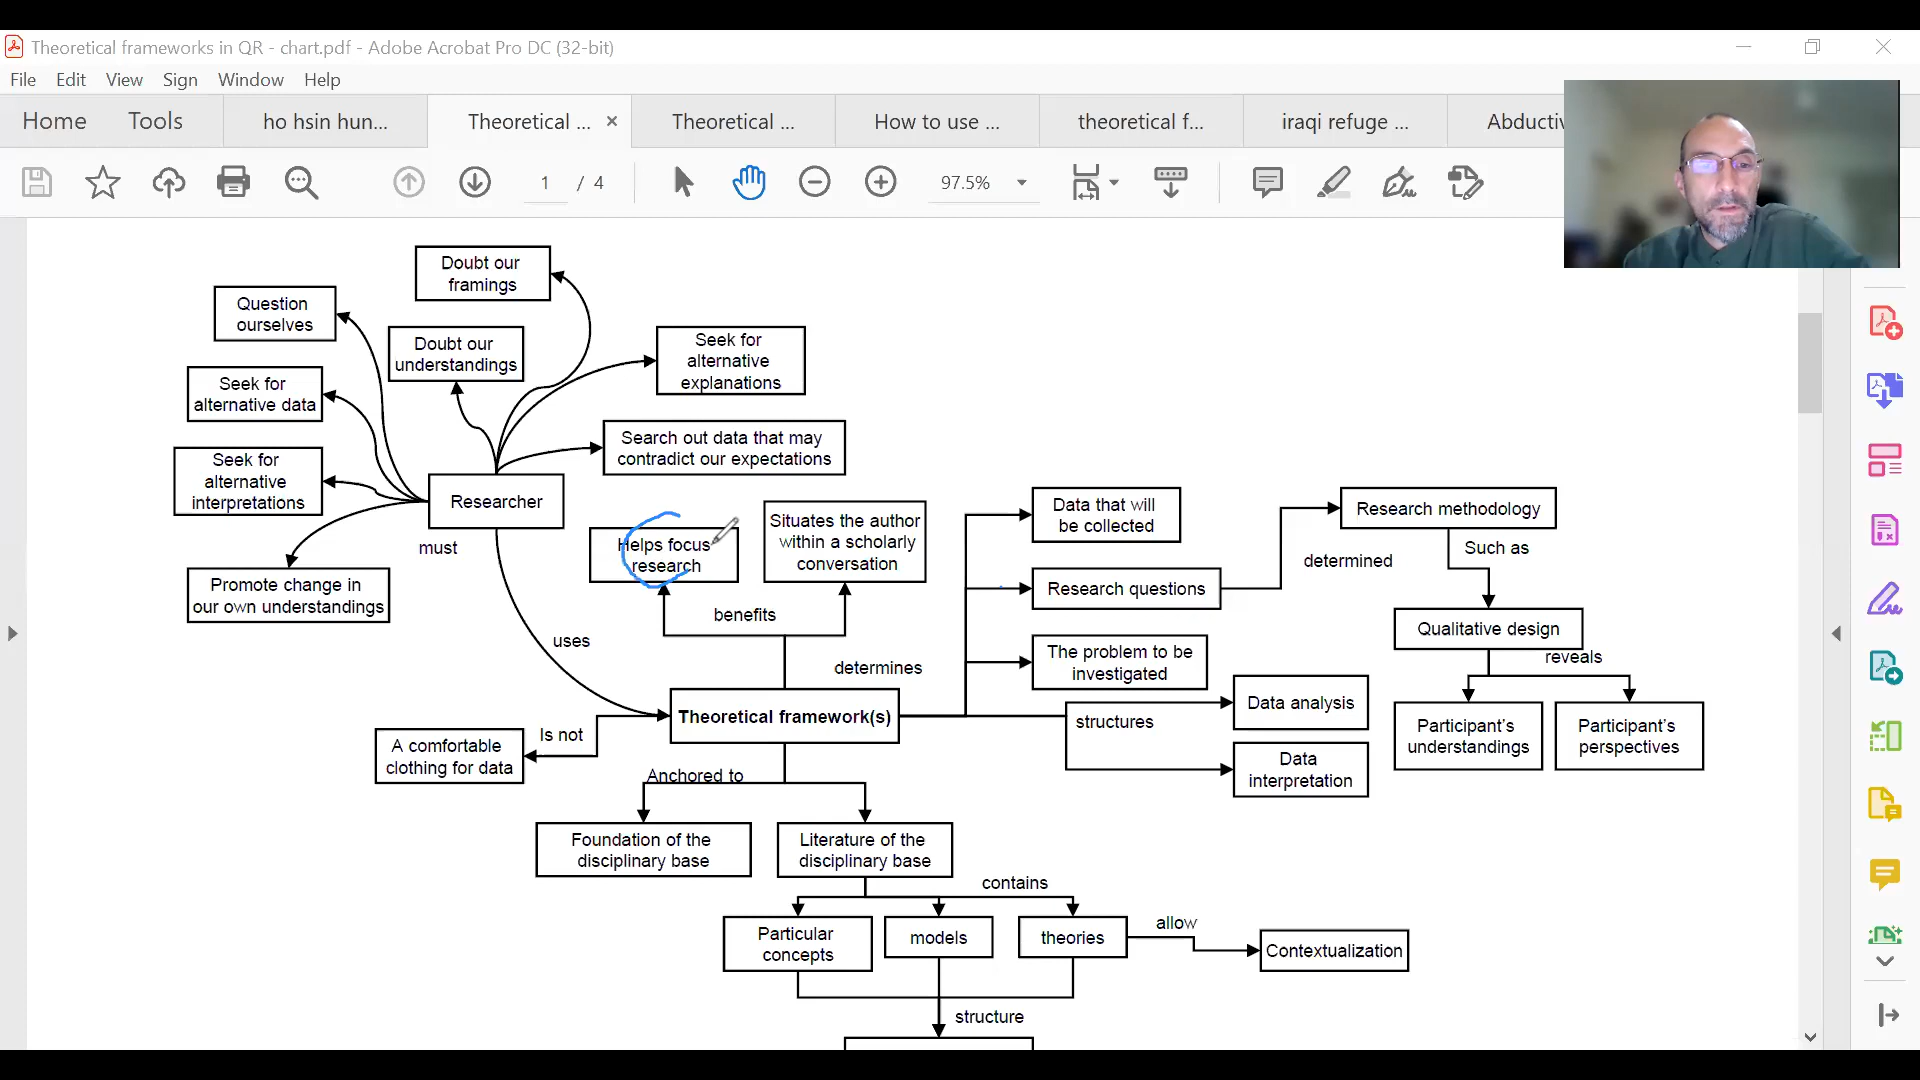 Theoretical frameworks in QR - chart.pdf - Adobe Acrobat Pro DC (32-bit)
File Edit View Sign Window Help
Home Tools ho hsin hun... Theoretical ... × Theoretical ... How to use ... theoretical f... iraqi refuge ... Abductiv
1 / 4 97.5%
Doubt our
framings
Question
ourselves
Doubt our
understandings
Seek for
alternative
explanations
Seek for
alternative data
Search out data that may
contradict our expectations
Seek for
alternative
interpretations
Researcher
must
Promote change in
our own understandings
uses
Helps focus
research
Situates the author
within a scholarly
conversation
benefits
determines
Data that will
be collected
Research questions
The problem to be
investigated
determined
Research methodology
Such as
Qualitative design
reveals
Participant's
understandings
Participant's
perspectives
Theoretical framework(s)
structures
Data analysis
Data
interpretation
Is not
A comfortable
clothing for data
Anchored to
Foundation of the
disciplinary base
Literature of the
disciplinary base
contains
Particular
concepts
models
theories
allow
Contextualization
structure